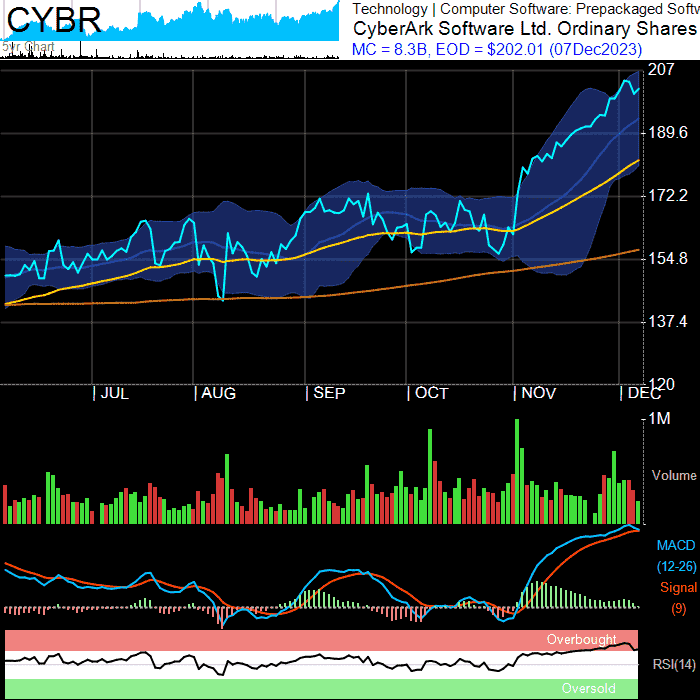 CYBR
Technology | Computer Software: Prepackaged Softw
CyberArk Software Ltd. Ordinary Shares
MC = 8.3B, EOD = $202.01 (07Dec2023)
5yr Chart
207
189.6
172.2
154.8
137.4
120
JUL AUG SEP OCT NOV DEC
1M
Volume
MACD
(12-26)
Signal
(9)
Overbought
RSI(14)
Oversold